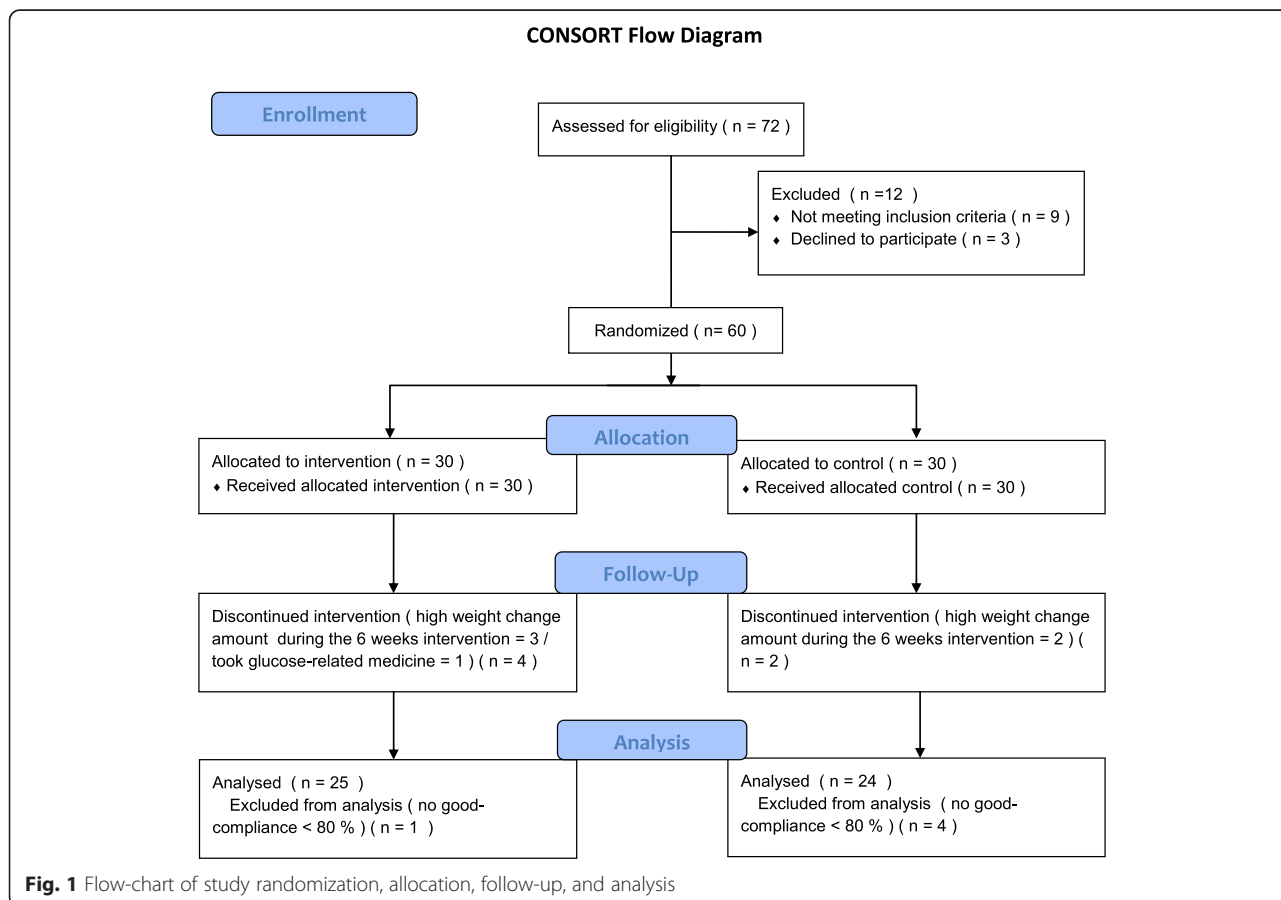 CONSORT Flow Diagram
Enrollment
Assessed for eligibility ( n = 72 )
Excluded ( n =12 )
♦ Not meeting inclusion criteria ( n = 9 )
♦ Declined to participate ( n = 3 )
Randomized ( n= 60 )
Allocation
Allocated to intervention ( n = 30 )
♦ Received allocated intervention ( n = 30 )
Allocated to control ( n = 30 )
♦ Received allocated control ( n = 30 )
Follow-Up
Discontinued intervention ( high weight change
amount during the 6 weeks intervention = 3 /
took glucose-related medicine = 1 ) ( n = 4 )
Discontinued intervention ( high weight change
amount during the 6 weeks intervention = 2 ) (
n = 2 )
Analysis
Analysed ( n = 25 )
Excluded from analysis ( no good-
compliance < 80 % ) ( n = 1 )
Analysed ( n = 24 )
Excluded from analysis ( no good-
compliance < 80 % ) ( n = 4 )
Fig. 1 Flow-chart of study randomization, allocation, follow-up, and analysis